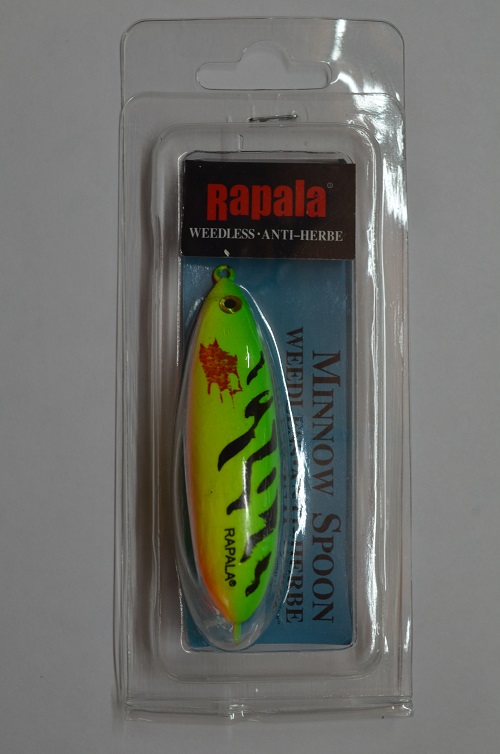 Rapala®
WEEDLESS·ANTI-HERBE
MINNOW SPOON
RAPALA®